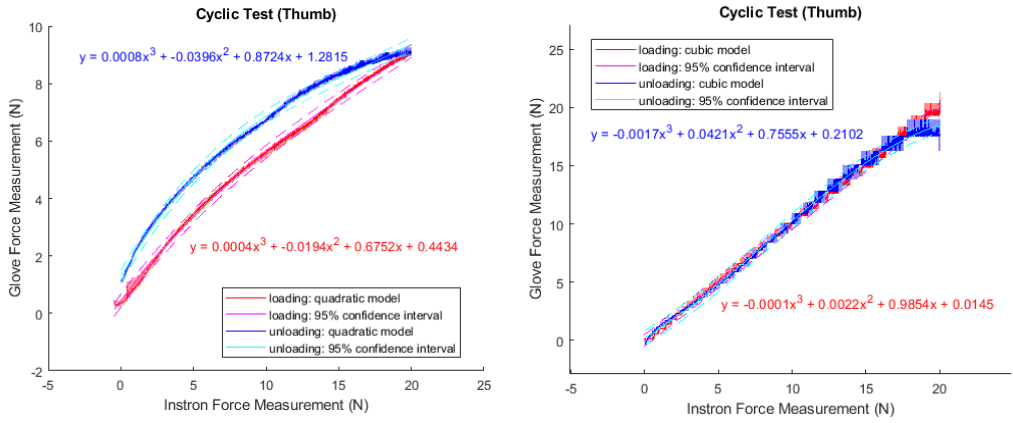 Cyclic Test (Thumb)
10
8
6
4
2
0
-2
-5
0
5
10
15
20
25
Glove Force Measurement (N)
Instron Force Measurement (N)
y = 0.0008x³ + -0.0396x² + 0.8724x + 1.2815
y = 0.0004x³ + -0.0194x² + 0.6752x + 0.4434
loading: quadratic model
loading: 95% confidence interval
unloading: quadratic model
unloading: 95% confidence interval
Cyclic Test (Thumb)
25
20
15
10
5
0
-5
0
5
10
15
20
Glove Force Measurement (N)
Instron Force Measurement (N)
loading: cubic model
loading: 95% confidence interval
unloading: cubic model
unloading: 95% confidence interval
y = -0.0017x³ + 0.0421x² + 0.7555x + 0.2102
y = -0.0001x³ + 0.0022x² + 0.9854x + 0.0145